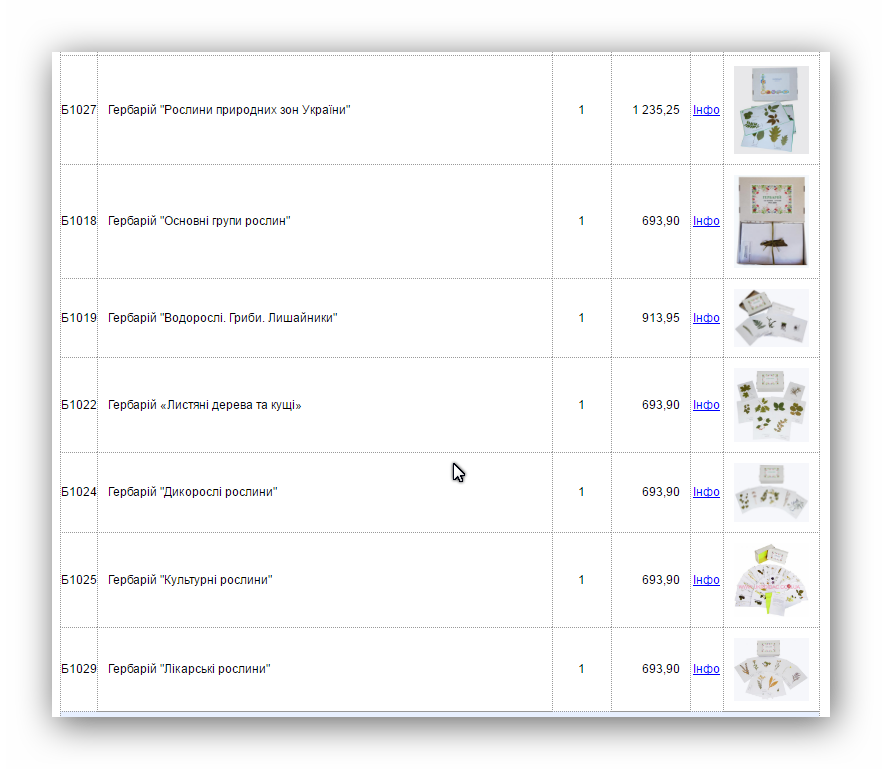 Б1027 Гербарій "Рослини природних зон України" 1 1 235,25 Інфо
Б1018 Гербарій "Основні групи рослин" 1 693,90 Інфо
Б1019 Гербарій "Водорослі. Гриби. Лишайники" 1 913,95 Інфо
Б1022 Гербарій «Листяні дерева та кущі» 1 693,90 Інфо
Б1024 Гербарій "Дикорослі рослини" 1 693,90 Інфо
Б1025 Гербарій "Культурні рослини" 1 693,90 Інфо
Б1029 Гербарій "Лікарські рослини" 1 693,90 Інфо